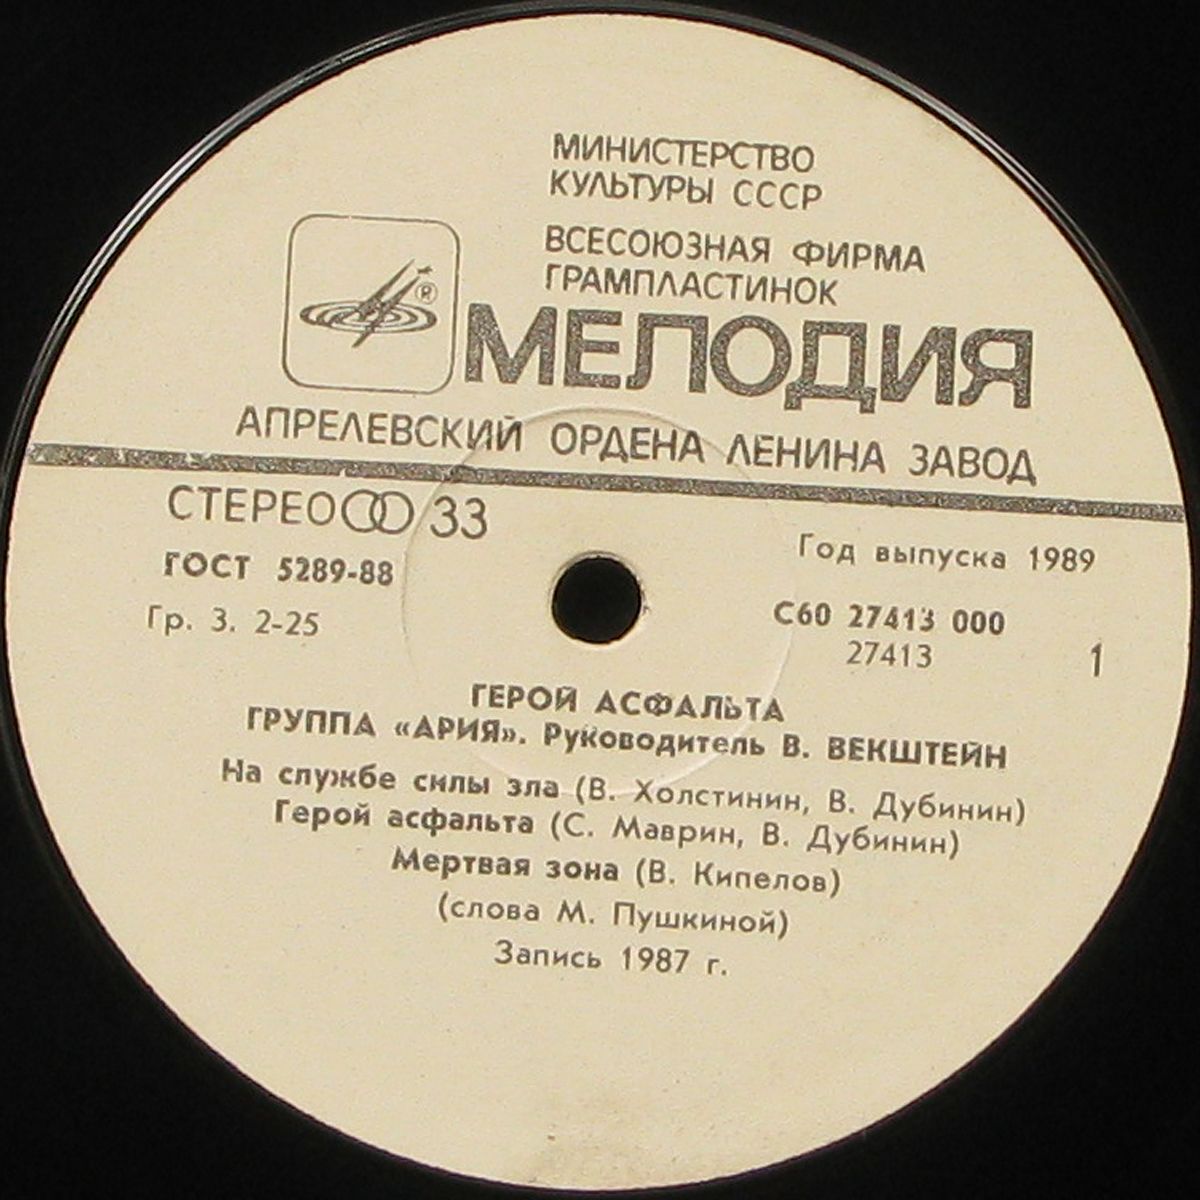 МИНИСТЕРСТВО
КУЛЬТУРЫ СССР
ВСЕСОЮЗНАЯ ФИРМА
ГРАМПЛАСТИНОК
®
МЕЛОДИЯ
АПРЕЛЕВСКИЙ ОРДЕНА ЛЕНИНА ЗАВОД
СТЕРЕО 33
ГОСТ 5289-88
Гр. 3. 2-25
Год выпуска 1989
С60 27413 000
27413
1
ГЕРОЙ АСФАЛЬТА
ГРУППА «АРИЯ». Руководитель В. ВЕКШТЕЙН
На службе силы зла (В. Холстинин, В. Дубинин)
Герой асфальта (С. Маврин, В. Дубинин)
Мертвая зона (В. Кипелов)
(слова М. Пушкиной)
Запись 1987 г.